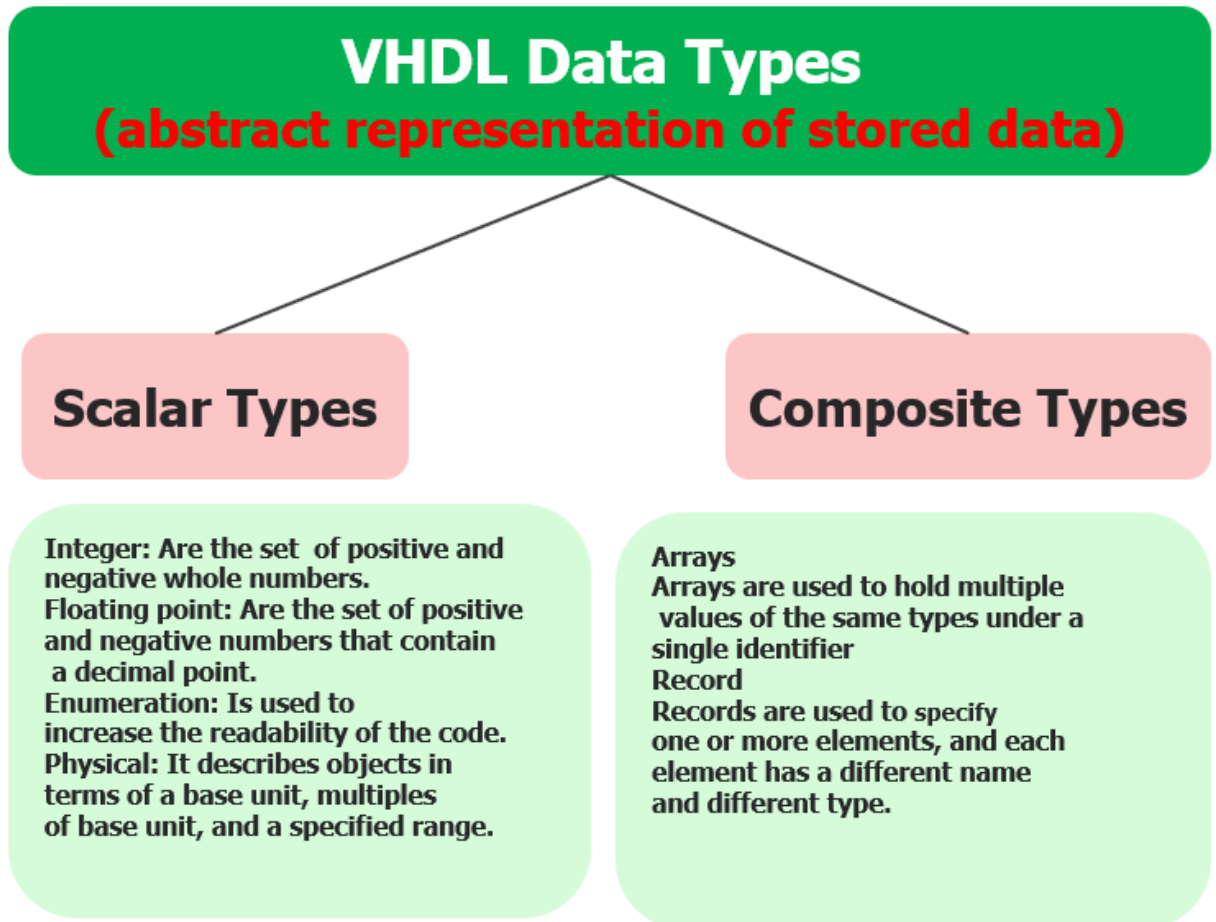 VHDL Data Types
(abstract representation of stored data)
Scalar Types
Composite Types
Integer: Are the set of positive and
negative whole numbers.
Floating point: Are the set of positive
and negative numbers that contain
a decimal point.
Enumeration: Is used to
increase the readability of the code.
Physical: It describes objects in
terms of a base unit, multiples
of base unit, and a specified range.
Arrays
Arrays are used to hold multiple
values of the same types under a
single identifier
Record
Records are used to specify
one or more elements, and each
element has a different name
and different type.